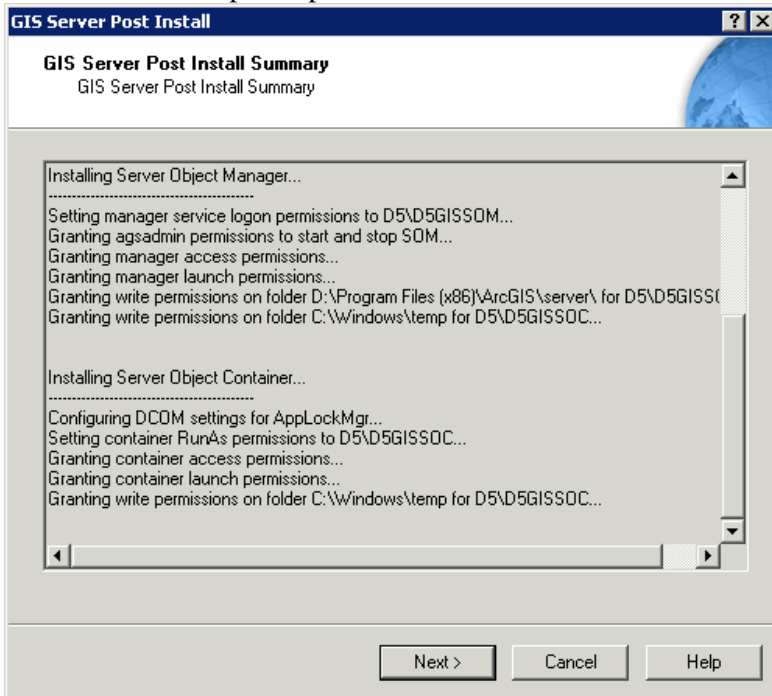 GIS Server Post Install
GIS Server Post Install Summary
GIS Server Post Install Summary
Installing Server Object Manager...
-------------------------------------------
Setting manager service logon permissions to D5\D5GISSOM...
Granting agsadmin permissions to start and stop SOM...
Granting manager access permissions...
Granting manager launch permissions...
Granting write permissions on folder D:\Program Files (x86)\ArcGIS\server\ for
Granting write permissions on folder C:\Windows\temp for D5\D5GISSOC...
Installing Server Object Container...
-------------------------------------------
Configuring DCOM settings for AppLockMgr...
Setting container RunAs permissions to D5\D5GISSOC...
Granting container access permissions...
Granting container launch permissions...
Granting write permissions on folder C:\Windows\temp for D5\D5GISSOC...
Next >
Cancel
Help